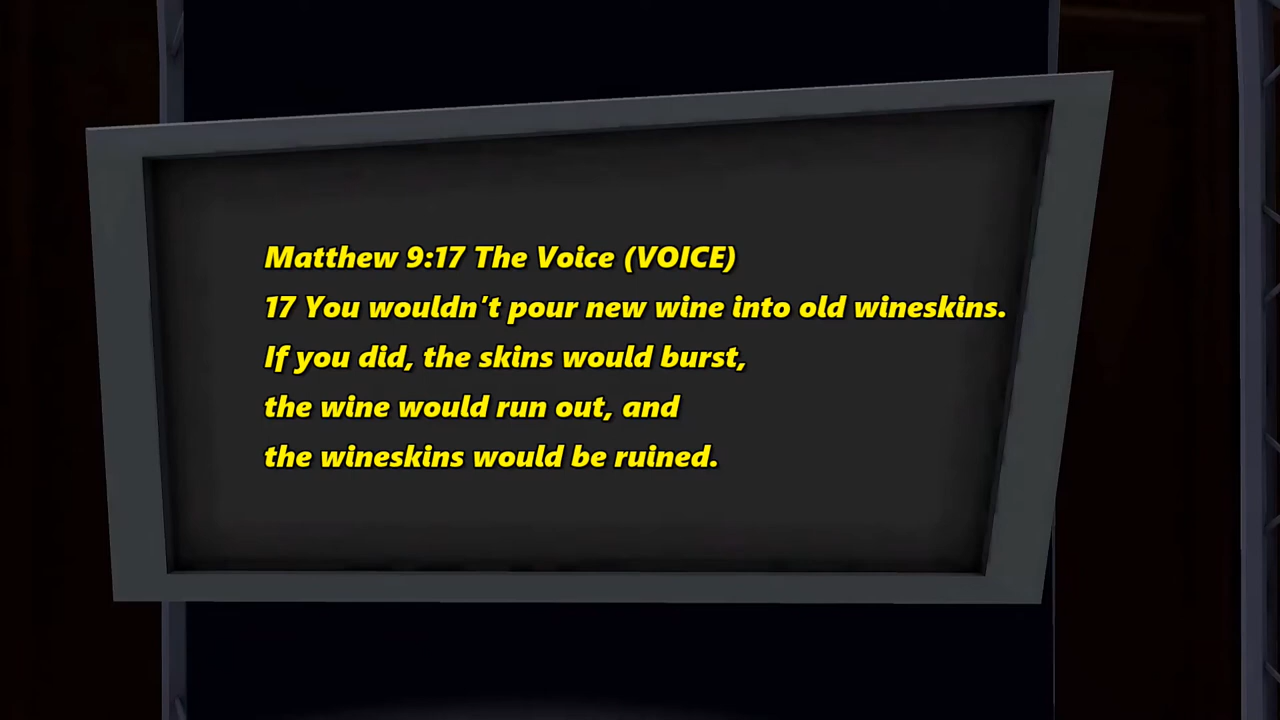 Matthew 9:17 The Voice (VOICE)
17 You wouldn't pour new wine into old wineskins.
If you did, the skins would burst,
the wine would run out, and
the wineskins would be ruined.